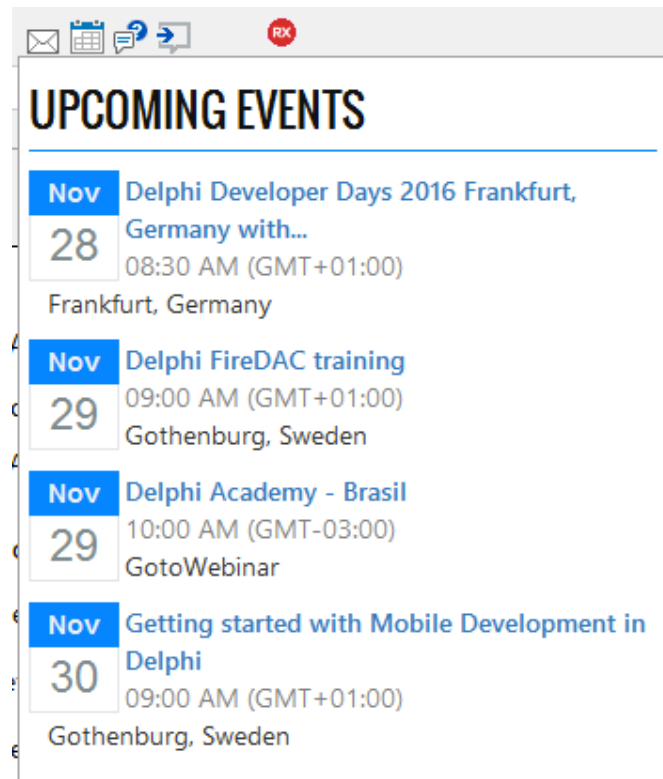 RX
UPCOMING EVENTS
Nov
28
Delphi Developer Days 2016 Frankfurt,
Germany with...
08:30 AM (GMT+01:00)
Frankfurt, Germany
Nov
29
Delphi FireDAC training
09:00 AM (GMT+01:00)
Gothenburg, Sweden
Nov
29
Delphi Academy - Brasil
10:00 AM (GMT-03:00)
GotoWebinar
Nov
30
Getting started with Mobile Development in
Delphi
09:00 AM (GMT+01:00)
Gothenburg, Sweden